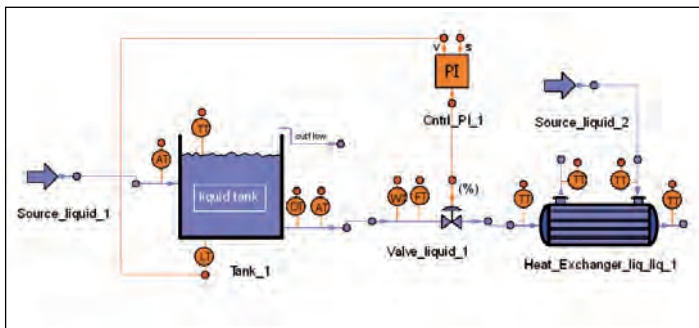 v s
PI
Cntrl_PI_1
Source_liquid_2
TT
outflow
AT
liquid tank
TT
TT
(%)
Source_liquid_1
DT
AT
FT
TT
TT
LT
Tank_1
Valve_liquid_1
Heat_Exchanger_liq_liq_1